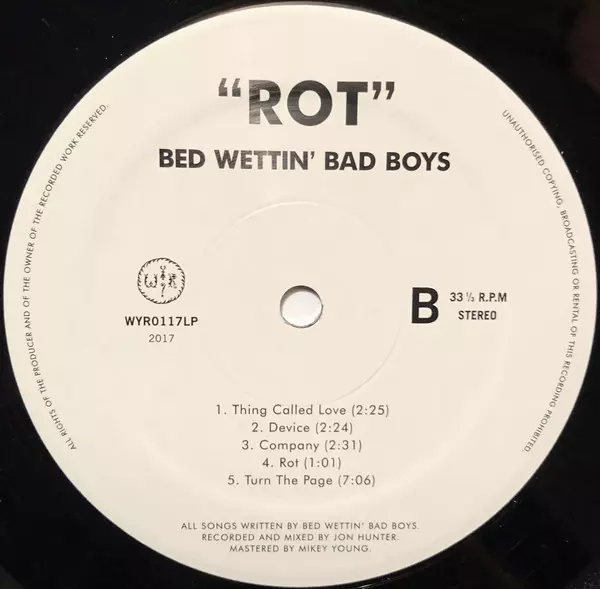 “ROT”
BED WETTIN’ BAD BOYS
ALL RIGHTS OF THE PRODUCER AND OF THE OWNER OF THE RECORDED WORK RESERVED.
UNAUTHORISED COPYING, BROADCASTING OR RENTAL OF THIS RECORDING PROHIBITED.
W R
WYR0117LP
2017
B 33 ⅓ R.P.M
STEREO
1. Thing Called Love (2:25)
2. Device (2:24)
3. Company (2:31)
4. Rot (1:01)
5. Turn The Page (7:06)
ALL SONGS WRITTEN BY BED WETTIN’ BAD BOYS.
RECORDED AND MIXED BY JON HUNTER.
MASTERED BY MIKEY YOUNG.